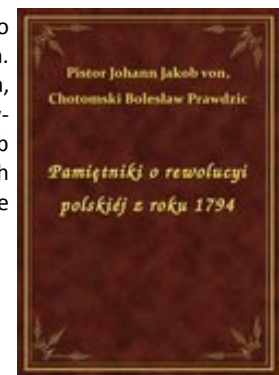 o
.
,
-
o
h
e
Pistor Johann Jakob von,
Chotomski Bolesław Prawdzic
Pamiętniki o rewolucyi
polskiéj z roku 1794